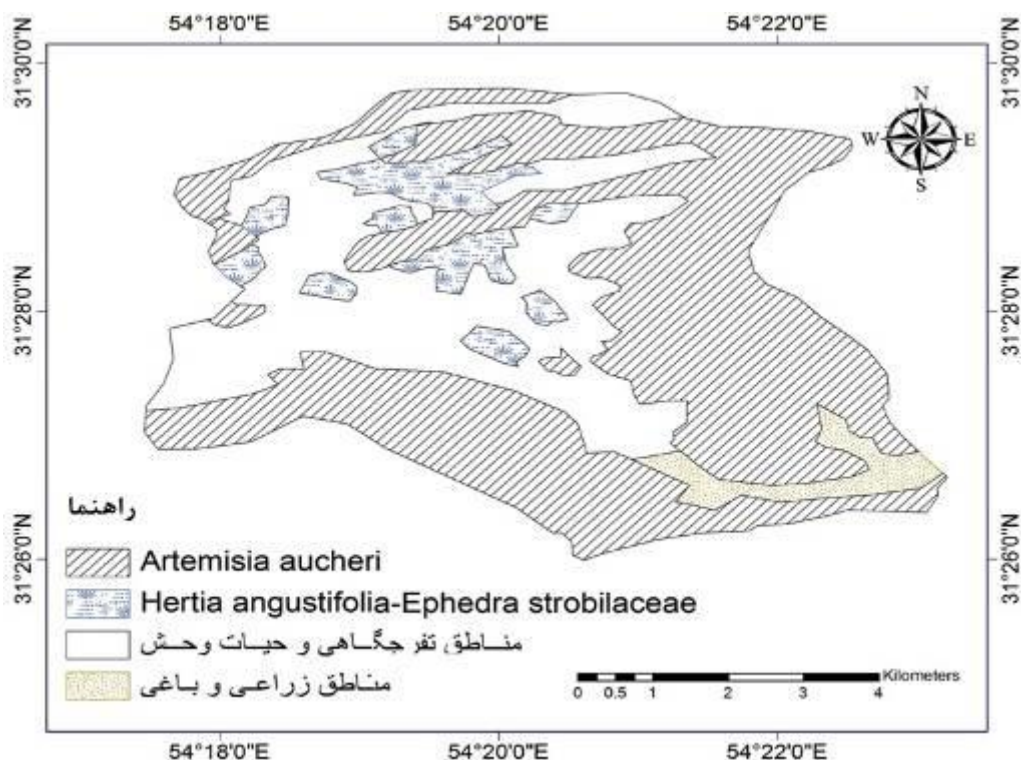 54°18'0"E 54°20'0"E 54°22'0"E
31°30'0"N 31°30'0"N
N
W E
S
31°28'0"N 31°28'0"N
راهنما
Artemisia aucheri
31°26'0"N 31°26'0"N
Hertia angustifolia-Ephedra strobilaceae
مناطق تفرجگاهی و حیات وحش
مناطق زراعی و باغی
Kilometers
0 0.5 1 2 3 4
54°18'0"E 54°20'0"E 54°22'0"E